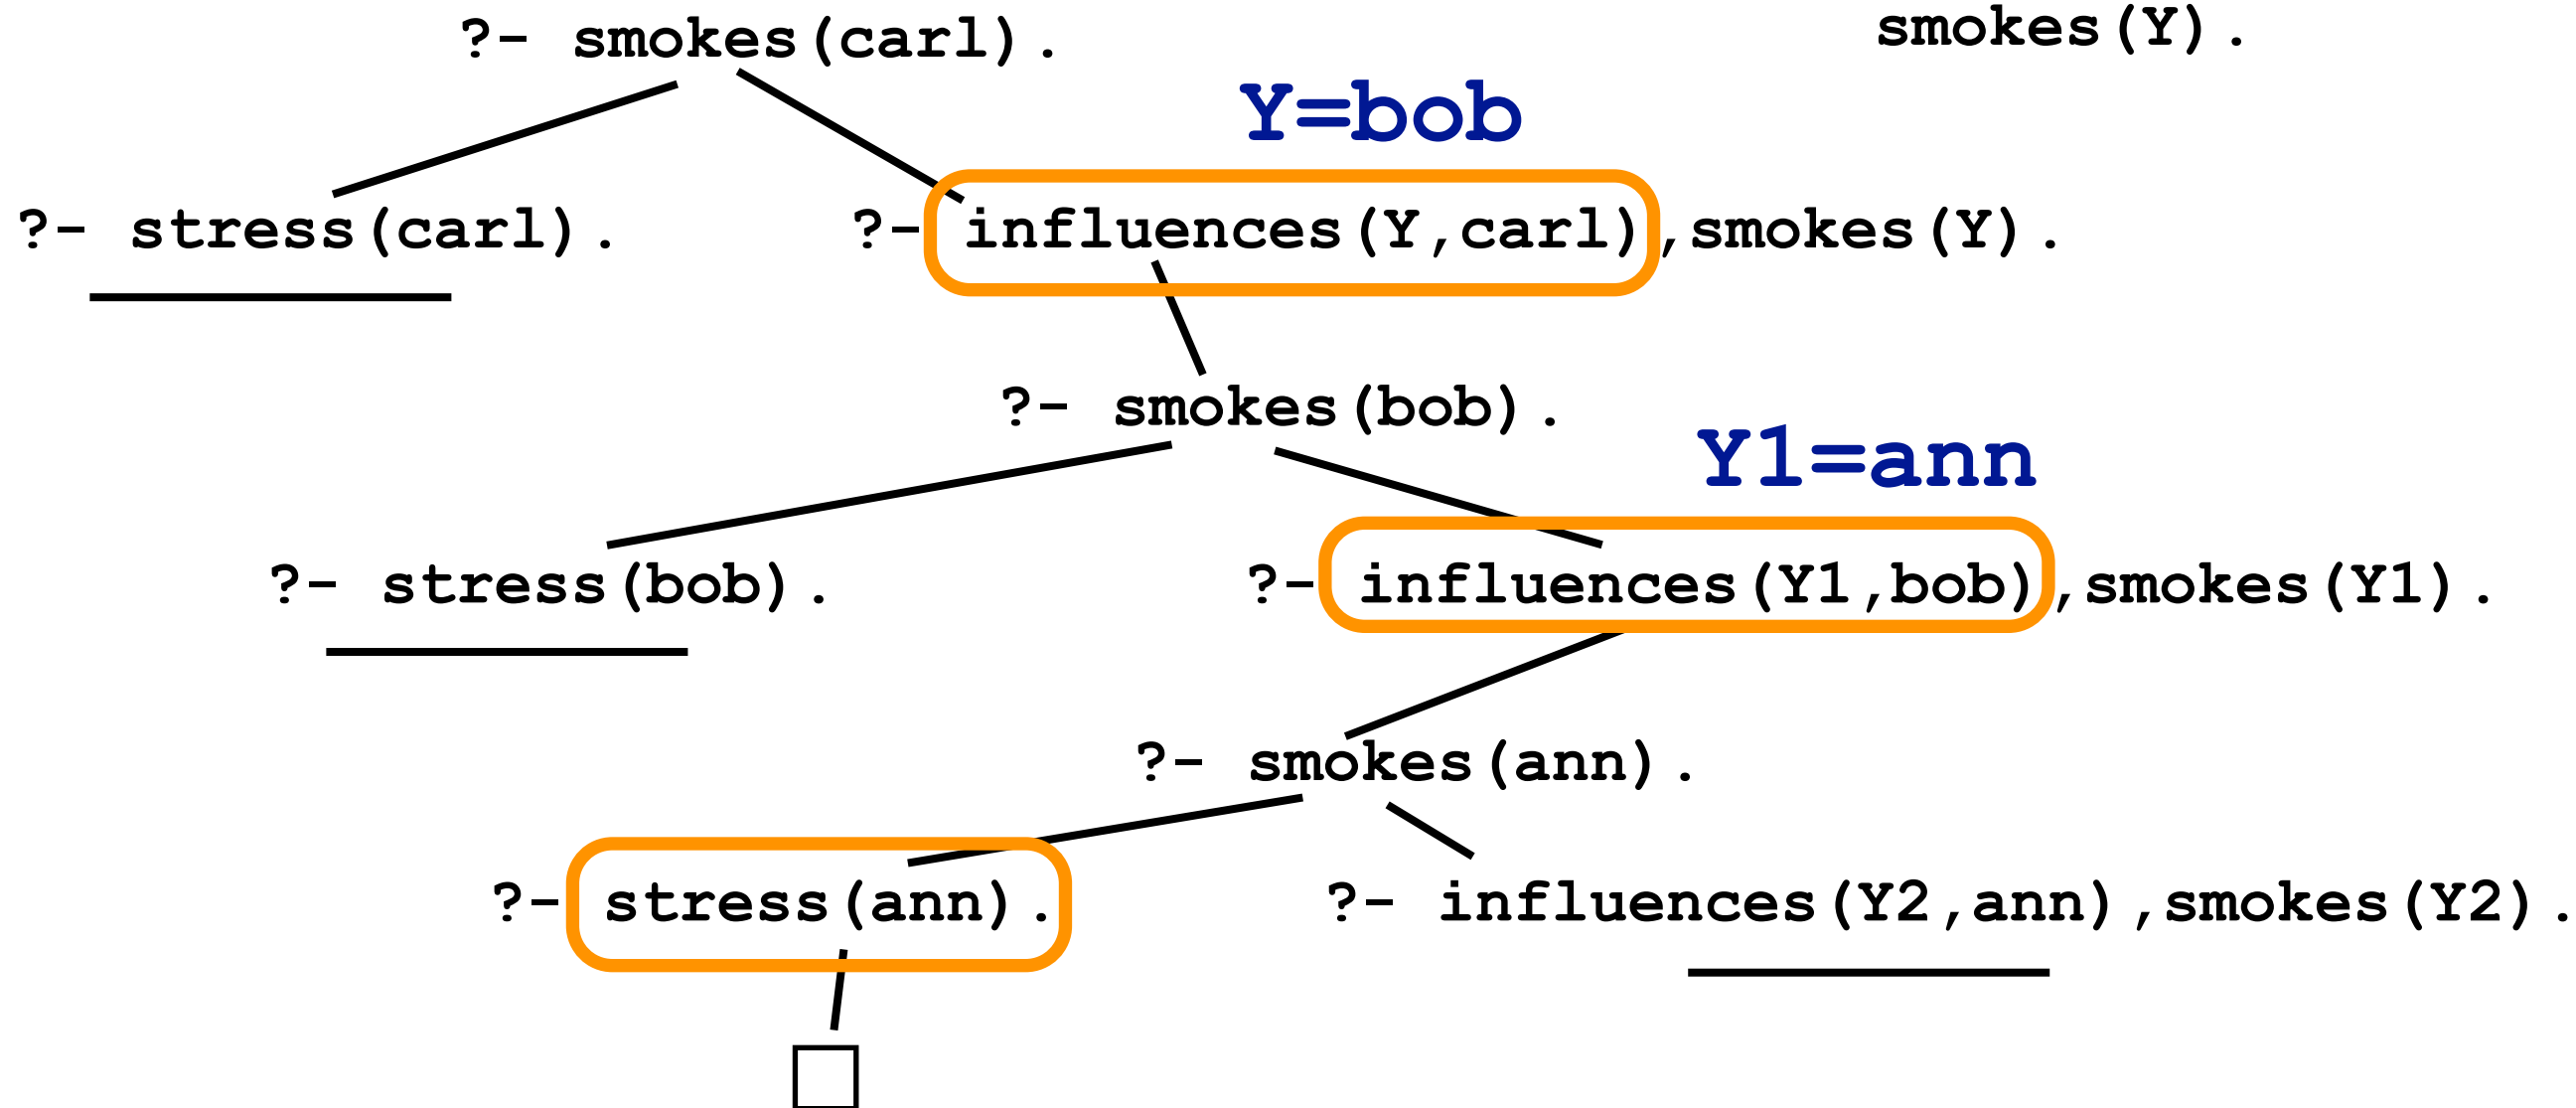 ?- smokes(carl).
smokes(Y).
Y=bob
?- stress(carl).
?- influences(Y,carl),smokes(Y).
?- smokes(bob).
Y1=ann
?- stress(bob).
?- influences(Y1,bob),smokes(Y1).
?- smokes(ann).
?- stress(ann).
?- influences(Y2,ann),smokes(Y2).